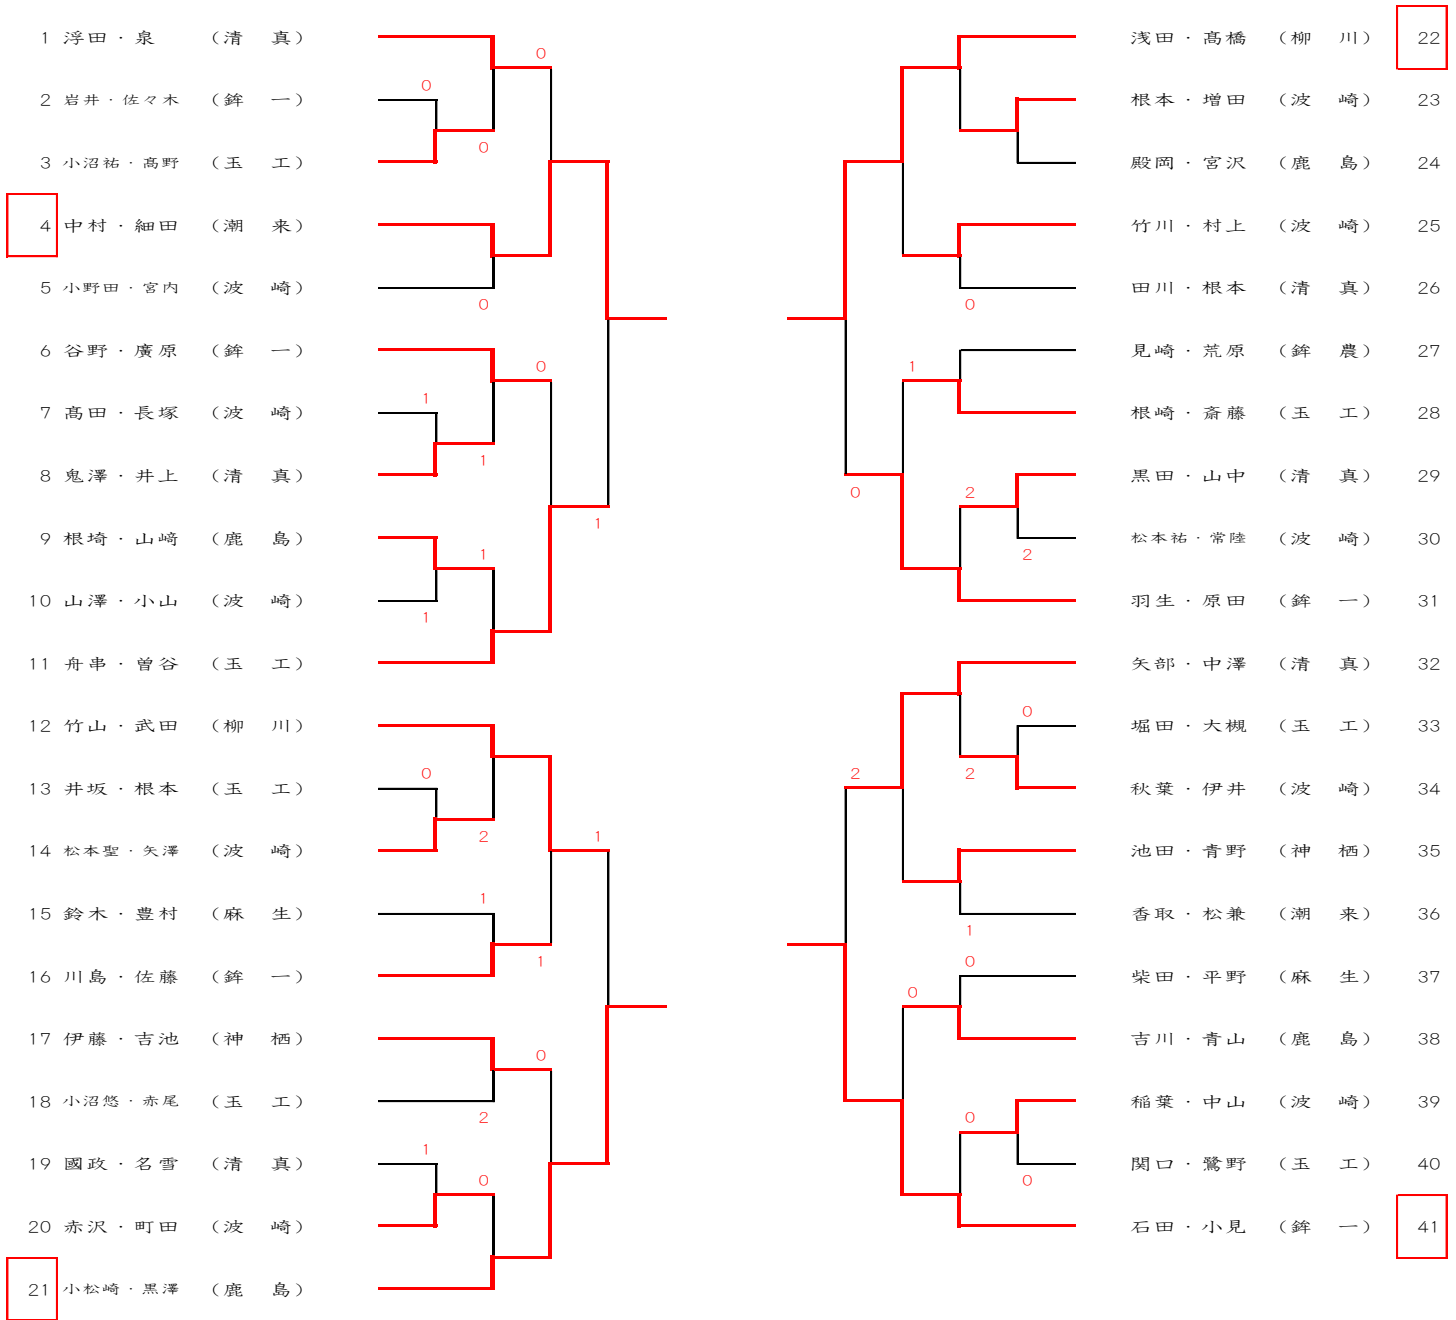 1 浮田・泉 （清 真）
2 岩井・佐々木 （鉾 一）
3 小沼祐・高野 （玉 工）
4 中村・細田 （潮 来）
5 小野田・宮内 （波 崎）
6 谷野・廣原 （鉾 一）
7 髙田・長塚 （波 崎）
8 鬼澤・井上 （清 真）
9 根埼・山﨑 （鹿 島）
10 山澤・小山 （波 崎）
11 舟串・曽谷 （玉 工）
12 竹山・武田 （柳 川）
13 井坂・根本 （玉 工）
14 松本聖・矢澤 （波 崎）
15 鈴木・豊村 （麻 生）
16 川島・佐藤 （鉾 一）
17 伊藤・吉池 （神 栖）
18 小沼悠・赤尾 （玉 工）
19 國政・名雪 （清 真）
20 赤沢・町田 （波 崎）
21 小松崎・黒澤 （鹿 島）
0
0
0
0
0
1
1
1
1
1
0
2
1
1
1
0
2
1
0
浅田・髙橋 （柳 川） 22
根本・増田 （波 崎） 23
殿岡・宮沢 （鹿 島） 24
竹川・村上 （波 崎） 25
田川・根本 （清 真） 26
見崎・荒原 （鉾 農） 27
根崎・斎藤 （玉 工） 28
黒田・山中 （清 真） 29
松本祐・常陸 （波 崎） 30
羽生・原田 （鉾 一） 31
矢部・中澤 （清 真） 32
堀田・大槻 （玉 工） 33
秋葉・伊井 （波 崎） 34
池田・青野 （神 栖） 35
香取・松兼 （潮 来） 36
柴田・平野 （麻 生） 37
吉川・青山 （鹿 島） 38
稲葉・中山 （波 崎） 39
関口・鷺野 （玉 工） 40
石田・小見 （鉾 一） 41
0
1
0
2
2
0
2
2
1
0
0
0
0